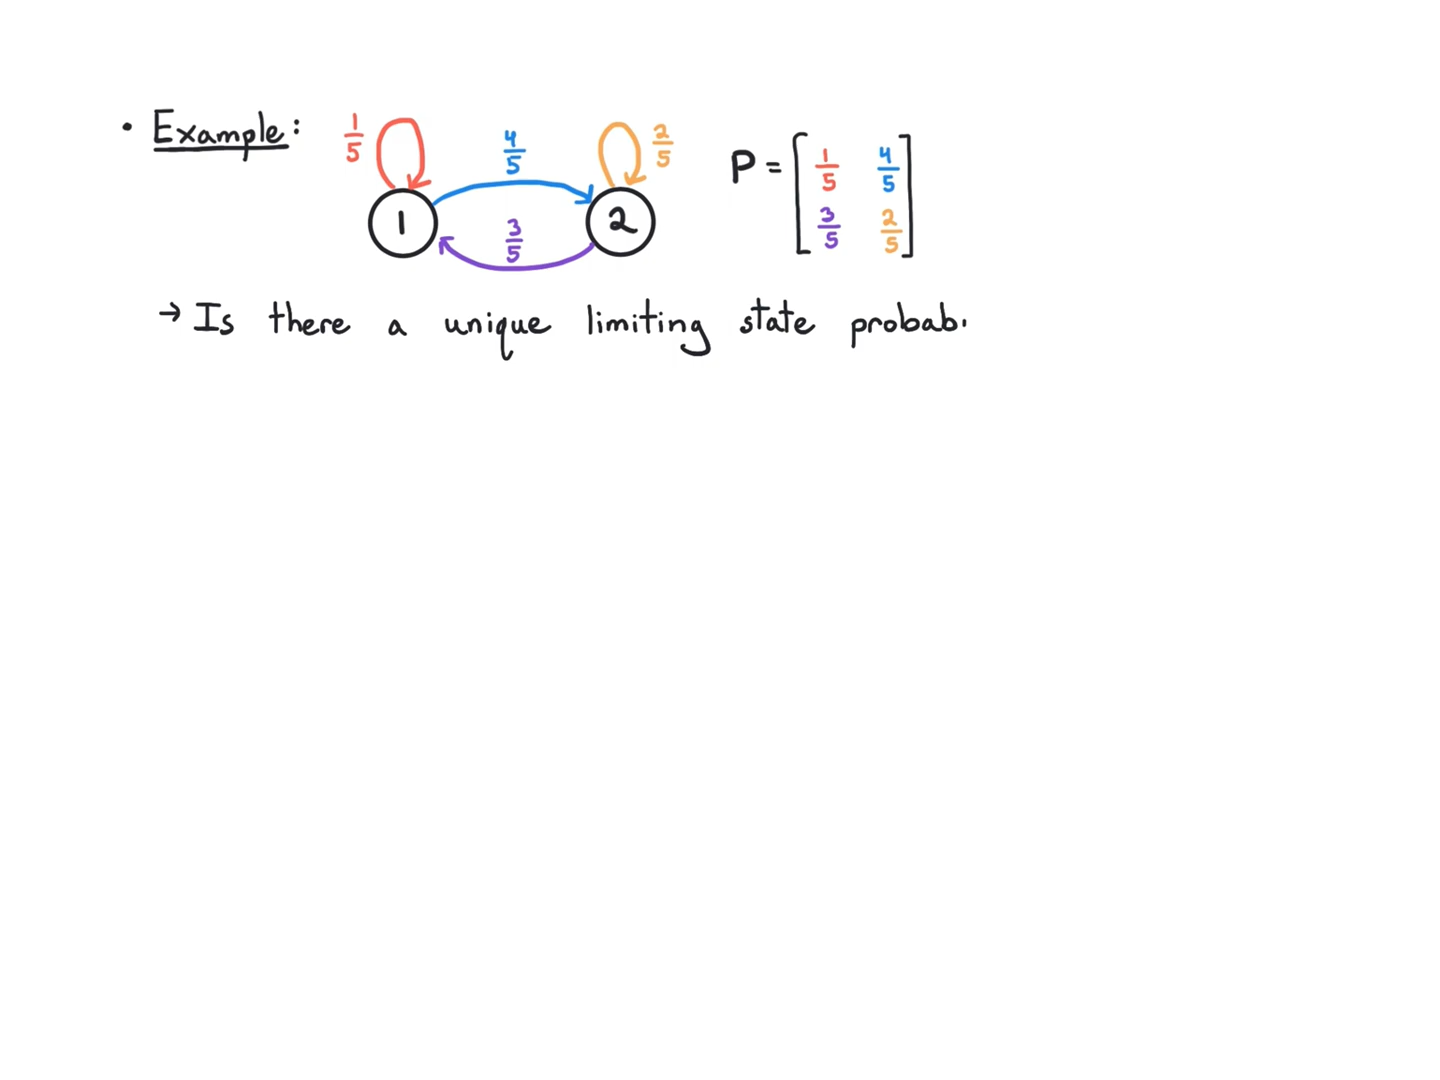 • Example: 1/5 4/5 2/5 P = [1/5 4/5
1 3/5 2 3/5 2/5]
→ Is there a unique limiting state probab